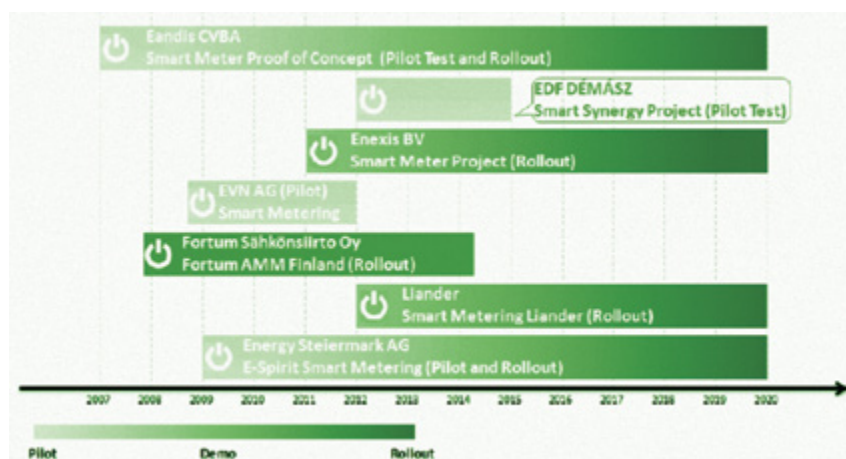 Eandis CVBA
Smart Meter Proof of Concept (Pilot Test and Rollout)
EDF DÉMÁSZ
Smart Synergy Project (Pilot Test)
Enexis BV
Smart Meter Project (Rollout)
EVN AG (Pilot)
Smart Metering
Fortum Sähkönsiirto Oy
Fortum AMM Finland (Rollout)
Liander
Smart Metering Liander (Rollout)
Energy Steiermark AG
E-Spirit Smart Metering (Pilot and Rollout)
2007 2008 2009 2010 2011 2012 2013 2014 2015 2016 2017 2018 2019 2020
Pilot Demo Rollout